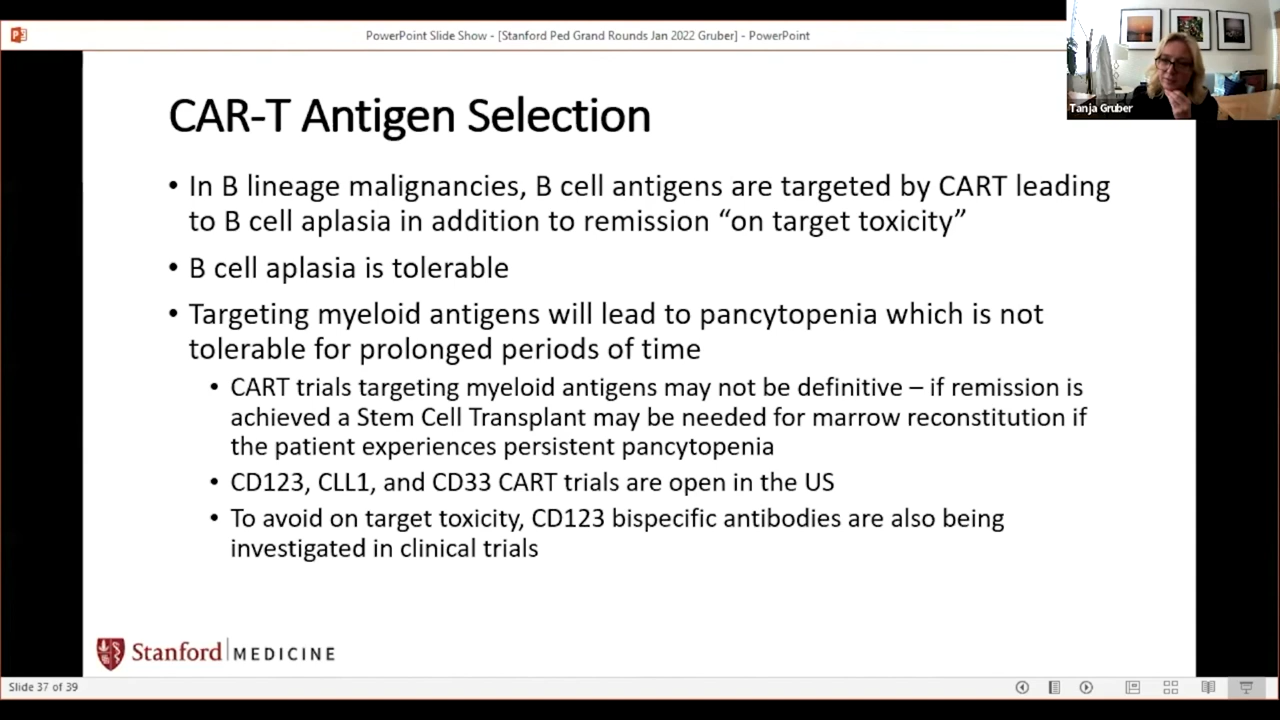 PowerPoint Slide Show - [Stanford Ped Grand Rounds Jan 2022 Gruber] - PowerPoint
Tanja Gruber
CAR-T Antigen Selection
• In B lineage malignancies, B cell antigens are targeted by CART leading
to B cell aplasia in addition to remission “on target toxicity”
• B cell aplasia is tolerable
• Targeting myeloid antigens will lead to pancytopenia which is not
tolerable for prolonged periods of time
• CART trials targeting myeloid antigens may not be definitive – if remission is
achieved a Stem Cell Transplant may be needed for marrow reconstitution if
the patient experiences persistent pancytopenia
• CD123, CLL1, and CD33 CART trials are open in the US
• To avoid on target toxicity, CD123 bispecific antibodies are also being
investigated in clinical trials
Stanford MEDICINE
Slide 37 of 39